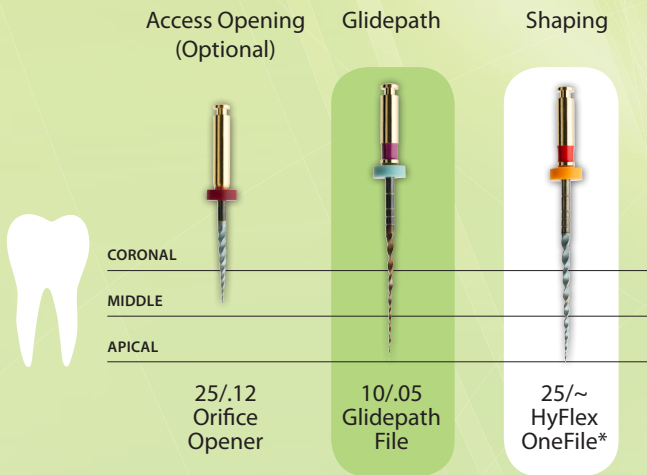 Access Opening
(Optional)
Glidepath
Shaping
CORONAL
MIDDLE
APICAL
25/.12
Orifice
Opener
10/.05
Glidepath
File
25/~
HyFlex
OneFile*